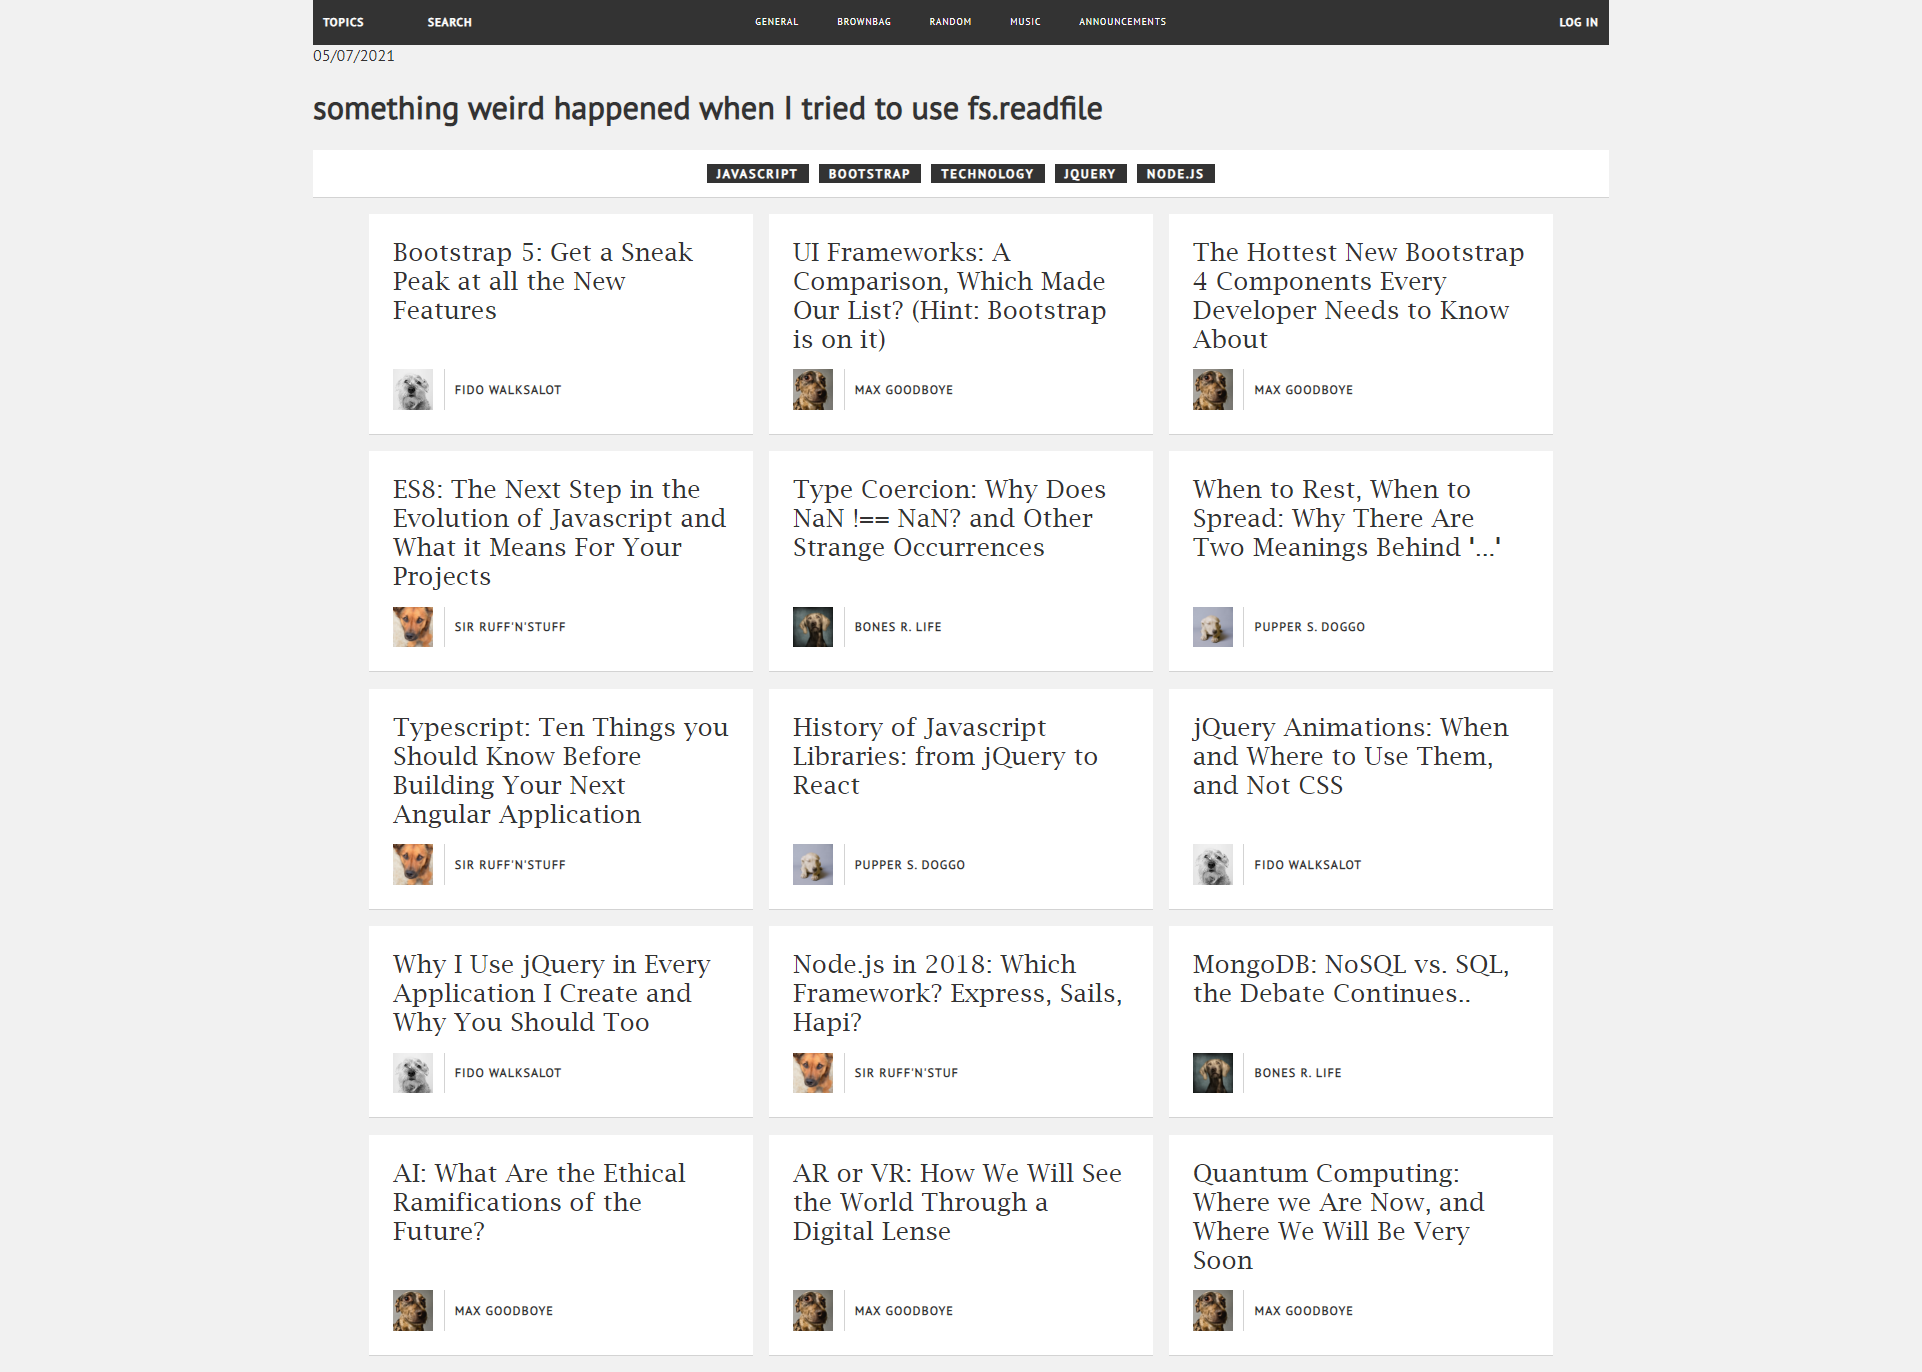 TOPICS SEARCH GENERAL BROWNBAG RANDOM MUSIC ANNOUNCEMENTS LOG IN
05/07/2021
something weird happened when I tried to use fs.readfile
JAVASCRIPT BOOTSTRAP TECHNOLOGY JQUERY NODE.JS
Bootstrap 5: Get a Sneak
Peak at all the New
Features
FIDO WALKSALOT
UI Frameworks: A
Comparison, Which Made
Our List? (Hint: Bootstrap
is on it)
MAX GOODBOYE
The Hottest New Bootstrap
4 Components Every
Developer Needs to Know
About
MAX GOODBOYE
ES8: The Next Step in the
Evolution of Javascript and
What it Means For Your
Projects
SIR RUFF'N'STUFF
Type Coercion: Why Does
NaN !== NaN? and Other
Strange Occurrences
BONES R. LIFE
When to Rest, When to
Spread: Why There Are
Two Meanings Behind '...'
PUPPER S. DOGGO
Typescript: Ten Things you
Should Know Before
Building Your Next
Angular Application
SIR RUFF'N'STUFF
History of Javascript
Libraries: from jQuery to
React
PUPPER S. DOGGO
jQuery Animations: When
and Where to Use Them,
and Not CSS
FIDO WALKSALOT
Why I Use jQuery in Every
Application I Create and
Why You Should Too
FIDO WALKSALOT
Node.js in 2018: Which
Framework? Express, Sails,
Hapi?
SIR RUFF'N'STUF
MongoDB: NoSQL vs. SQL,
the Debate Continues..
BONES R. LIFE
AI: What Are the Ethical
Ramifications of the
Future?
MAX GOODBOYE
AR or VR: How We Will See
the World Through a
Digital Lense
MAX GOODBOYE
Quantum Computing:
Where we Are Now, and
Where We Will Be Very
Soon
MAX GOODBOYE